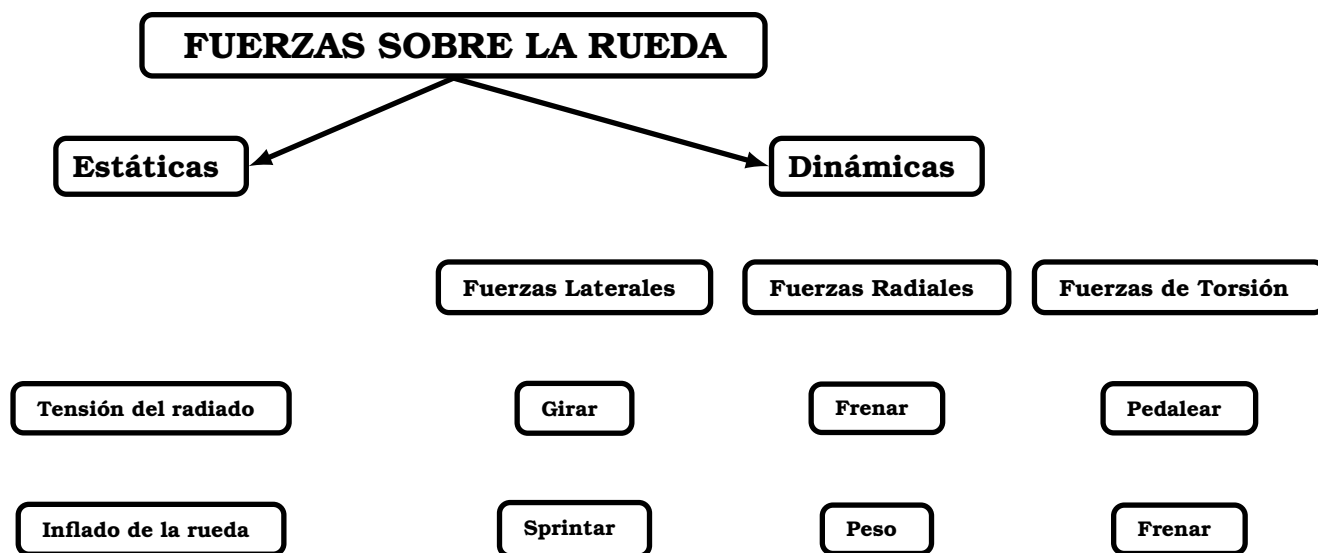 FUERZAS SOBRE LA RUEDA
Estáticas
Dinámicas
Fuerzas Laterales
Fuerzas Radiales
Fuerzas de Torsión
Tensión del radiado
Girar
Frenar
Pedalear
Inflado de la rueda
Sprintar
Peso
Frenar